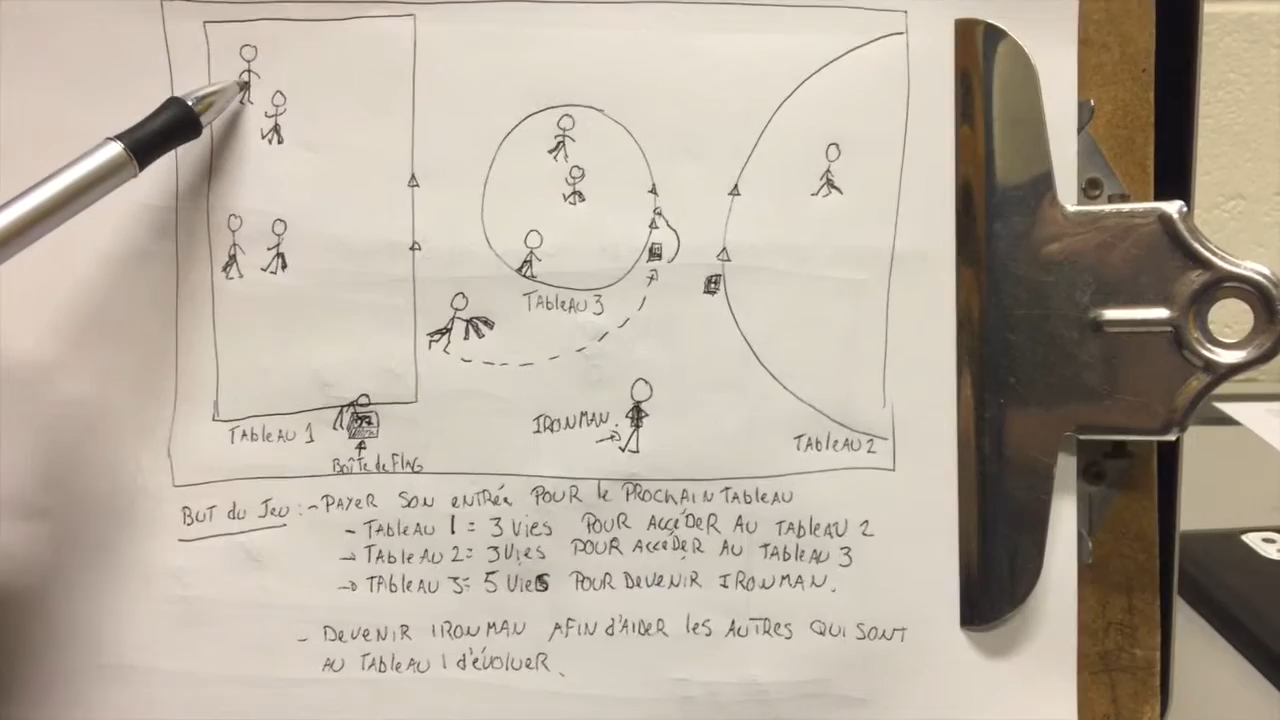 TABLEAU 3
IRONMAN.
TABLEAU 1
TABLEAU 2
BOÎTE de FLAG
BUT du JEU : - PAYER SON ENTRÉE POUR le PROCHAIN TABLEAU
- TABLEAU 1 = 3 VIES POUR ACCÉDER AU TABLEAU 2
→ TABLEAU 2 = 3 VIES POUR ACCÉDER AU TABLEAU 3
→ TABLEAU 3 = 5 VIES POUR DEVENIR IRONMAN.
- DEVENIR IRONMAN AFIN d'AIDER les AUTRES QUI SONT
AU TABLEAU 1 d'ÉVOLUER.